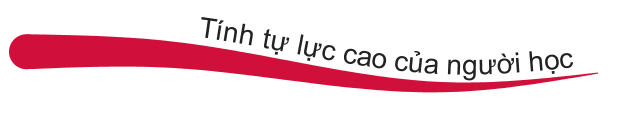 Tính tự lực cao của người học